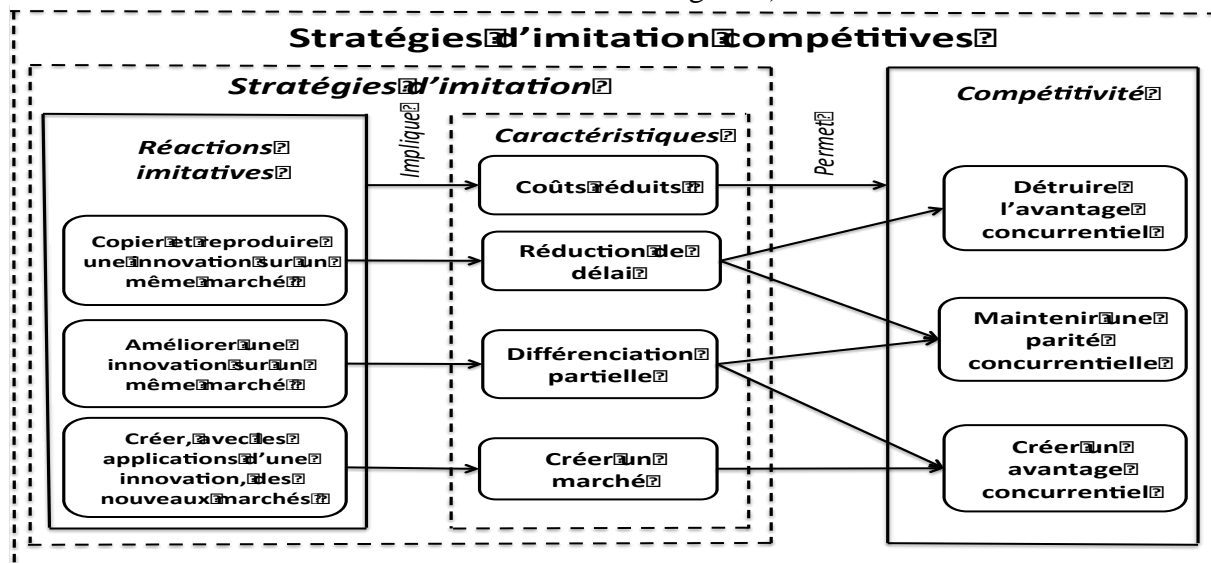 Stratégies d'imitation compétitives
Stratégies d'imitation
Implique
Permet
Compétitivité
Réactions
imitatives
Caractéristiques
Coûts réduits
Détruire
l'avantage
concurrentiel
Copier et reproduire
une innovation sur un
même marché
Réduction de
délai
Améliorer une
innovation sur un
même marché
Différenciation
partielle
Maintenir une
parité
concurrentielle
Créer, avec les
applications d'une
innovation, des
nouveaux marchés
Créer un
marché
Créer un
avantage
concurrentiel